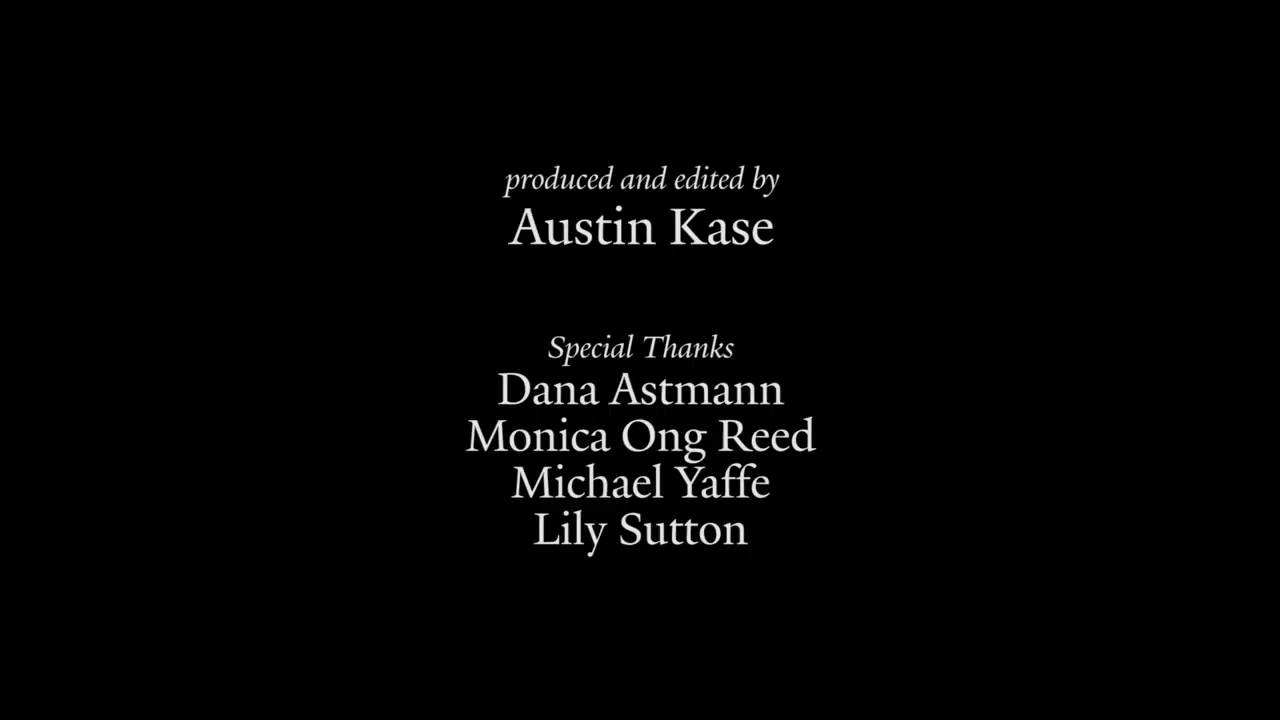 produced and edited by
Austin Kase
Special Thanks
Dana Astmann
Monica Ong Reed
Michael Yaffe
Lily Sutton